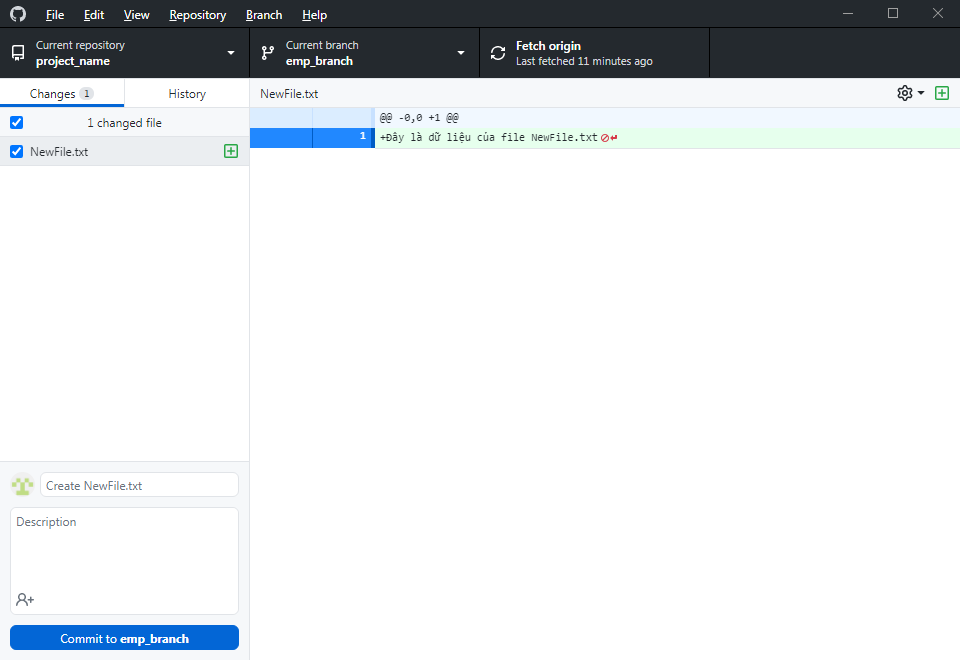 File Edit View Repository Branch Help
Current repository
project_name
Current branch
emp_branch
Fetch origin
Last fetched 11 minutes ago
Changes 1
History
NewFile.txt
1 changed file
NewFile.txt
@@ -0,0 +1 @@
1 +Đây là dữ liệu của file NewFile.txt
Create NewFile.txt
Description
Commit to emp_branch